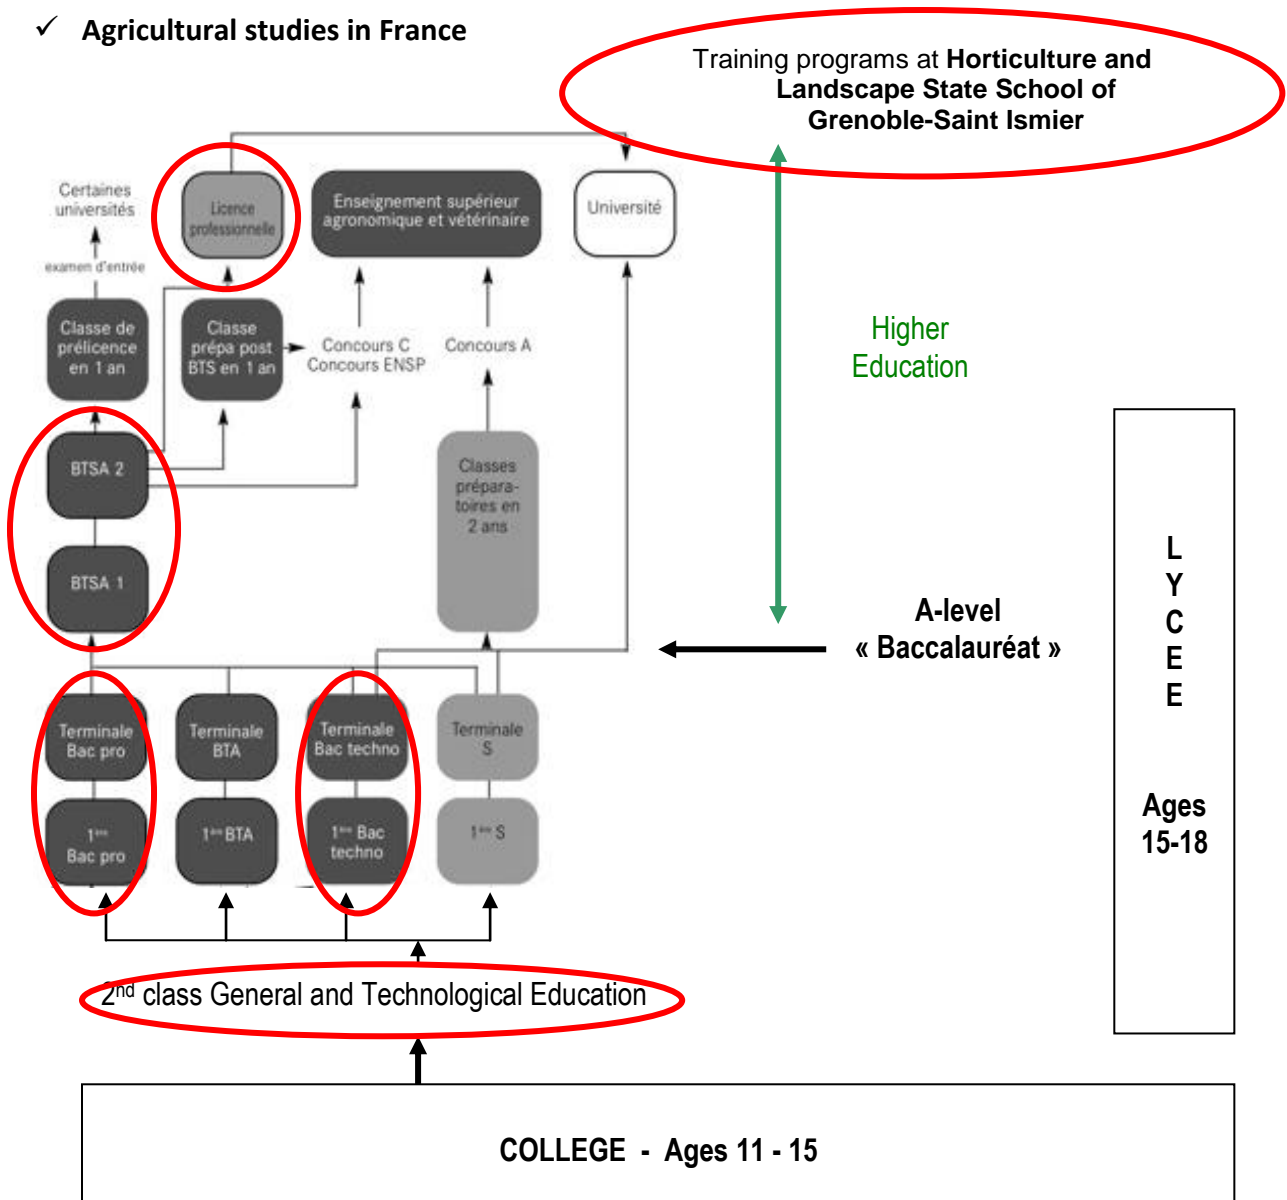 ✓ Agricultural studies in France
Training programs at Horticulture and
Landscape State School of
Grenoble-Saint Ismier
Certaines
universités
Licence
professionnelle
Enseignement supérieur
agronomique et vétérinaire
Université
examen d'entrée
Classe de
prélicence
en 1 an
Classe
prépa post
BTS en 1 an
Concours C
Concours ENSP
Concours A
Higher
Education
BTSA 2
Classes
prépara-
toires en
2 ans
BTSA 1
A-level
« Baccalauréat »
L
Y
C
E
E
Ages
15-18
Terminale
Bac pro
Terminale
BTA
Terminale
Bac techno
Terminale
S
1ère
Bac pro
1ère BTA
1ère Bac
techno
1ère S
2nd class General and Technological Education
COLLEGE - Ages 11 - 15